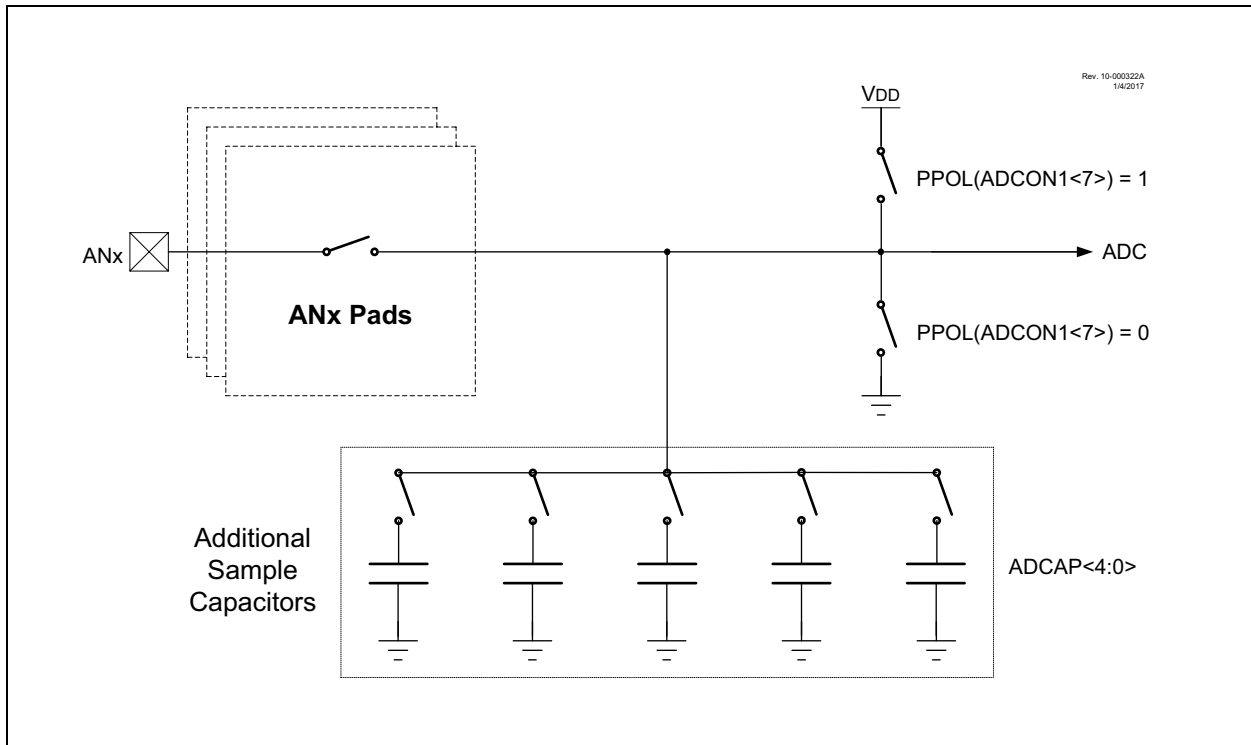 Rev. 10-000322A
1/4/2017
VDD
PPOL(ADCON1<7>) = 1
ANx
ADC
ANx Pads
PPOL(ADCON1<7>) = 0
Additional
Sample
Capacitors
ADCAP<4:0>